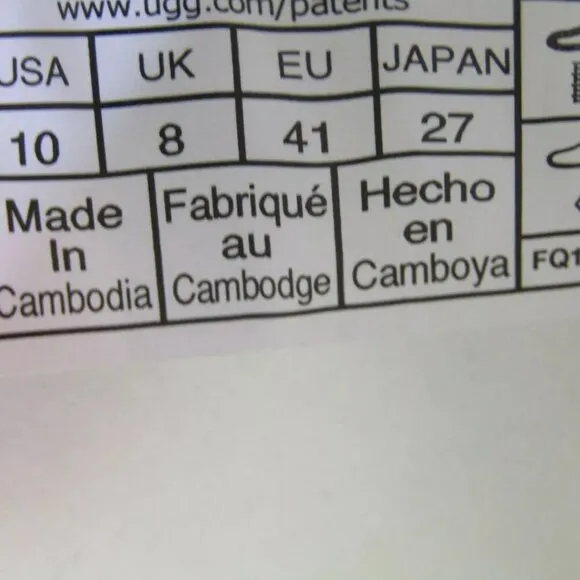 www.ugg.com/patents
USA UK EU JAPAN
10 8 41 27
Made Fabriqué Hecho
In au en
Cambodia Cambodge Camboya
FQ1